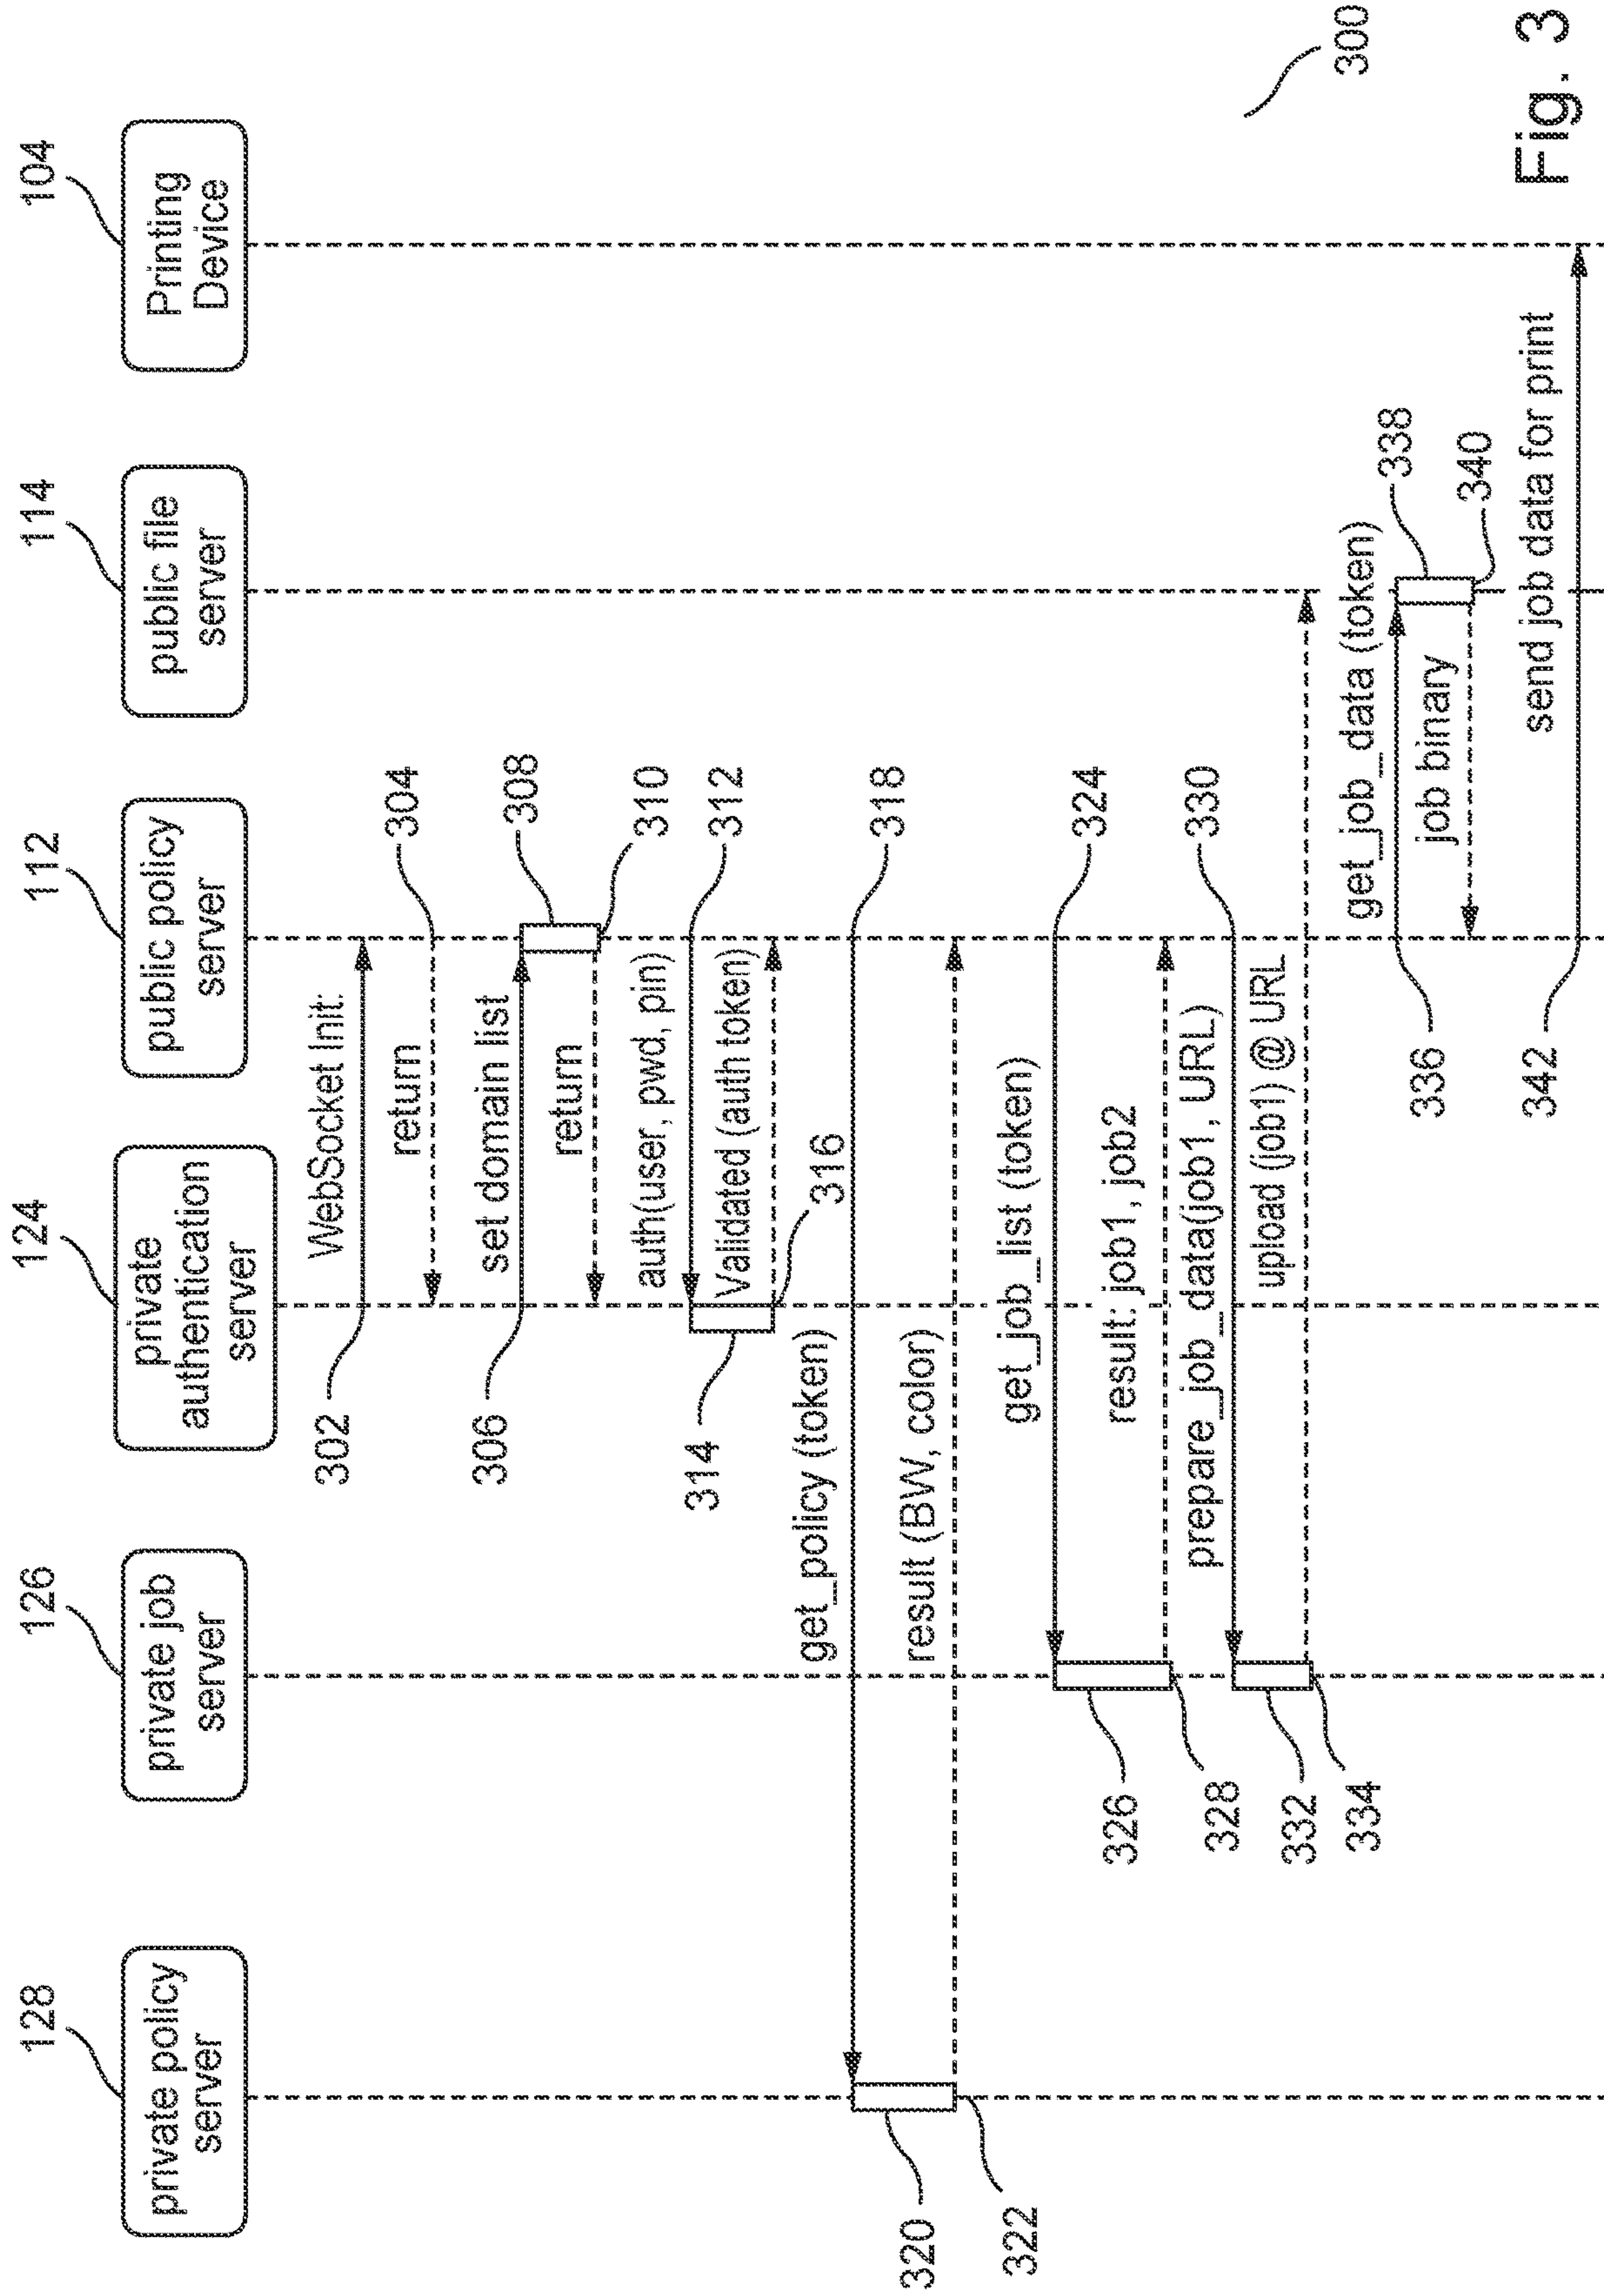 128
126
124
112
114
104
private policy
server
private job
server
private
authentication
server
public policy
server
public file
server
Printing
Device
WebSocket Init:
302
304
return
306
set domain list
308
return
310
auth(user, pwd, pin)
312
314
Validated (auth token)
316
get_policy (token)
318
320
result (BW, color)
322
get_job_list (token)
324
326
result: job1, job2
328
prepare_job_data(job1, URL)
330
332
upload (job1) @ URL
334
get_job_data (token)
336
338
job binary
340
send job data for print
342
300
Fig. 3